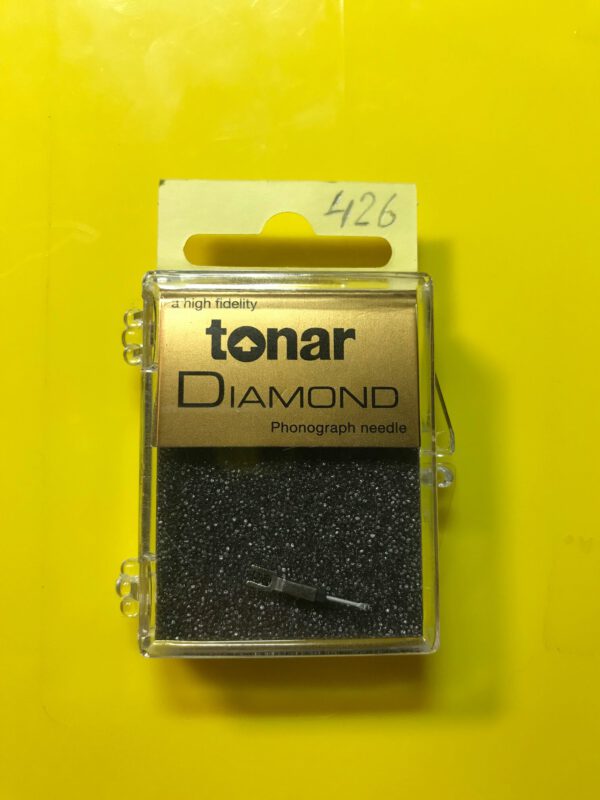 426
a high fidelity
tonar
DIAMOND
Phonograph needle